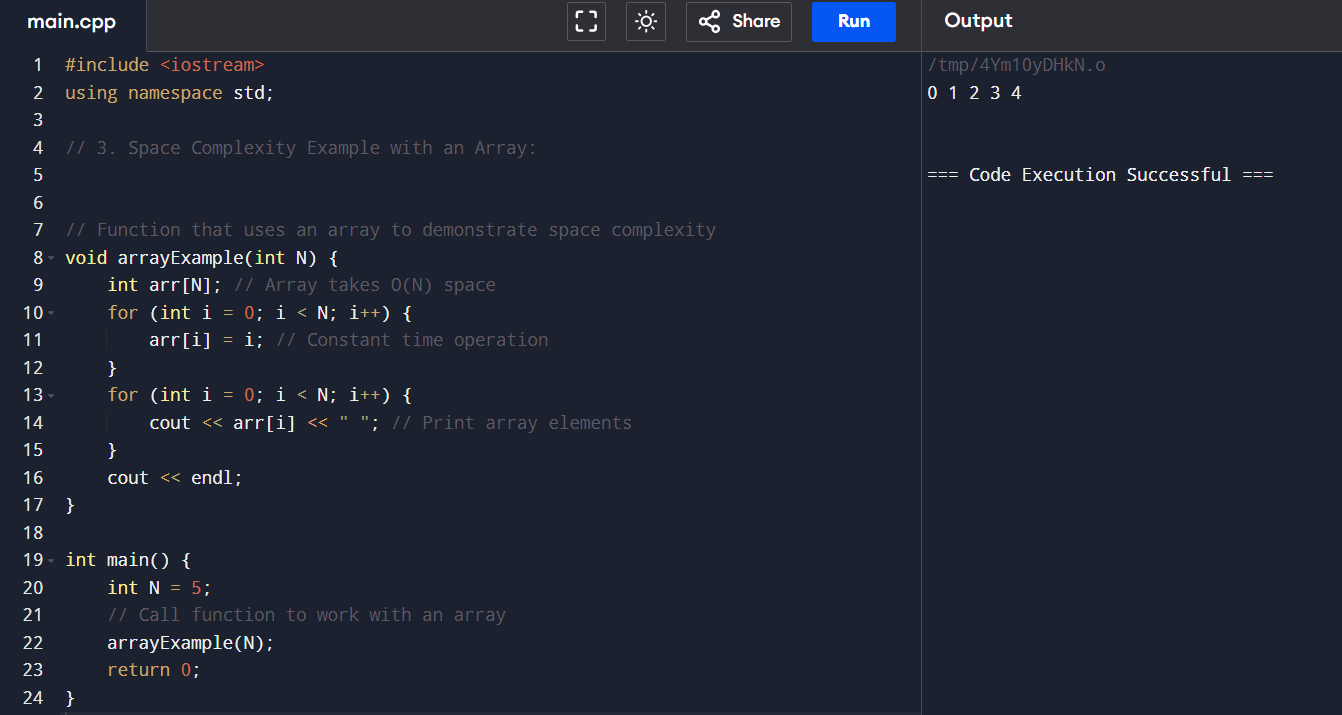 main.cpp
Share
Run
Output
1 #include <iostream>
2 using namespace std;
3
4 // 3. Space Complexity Example with an Array:
5
6
7 // Function that uses an array to demonstrate space complexity
8 void arrayExample(int N) {
9     int arr[N]; // Array takes O(N) space
10     for (int i = 0; i < N; i++) {
11         arr[i] = i; // Constant time operation
12     }
13     for (int i = 0; i < N; i++) {
14         cout << arr[i] << " "; // Print array elements
15     }
16     cout << endl;
17 }
18
19 int main() {
20     int N = 5;
21     // Call function to work with an array
22     arrayExample(N);
23     return 0;
24 }
/tmp/4Ym10yDHkN.o
0 1 2 3 4
=== Code Execution Successful ===